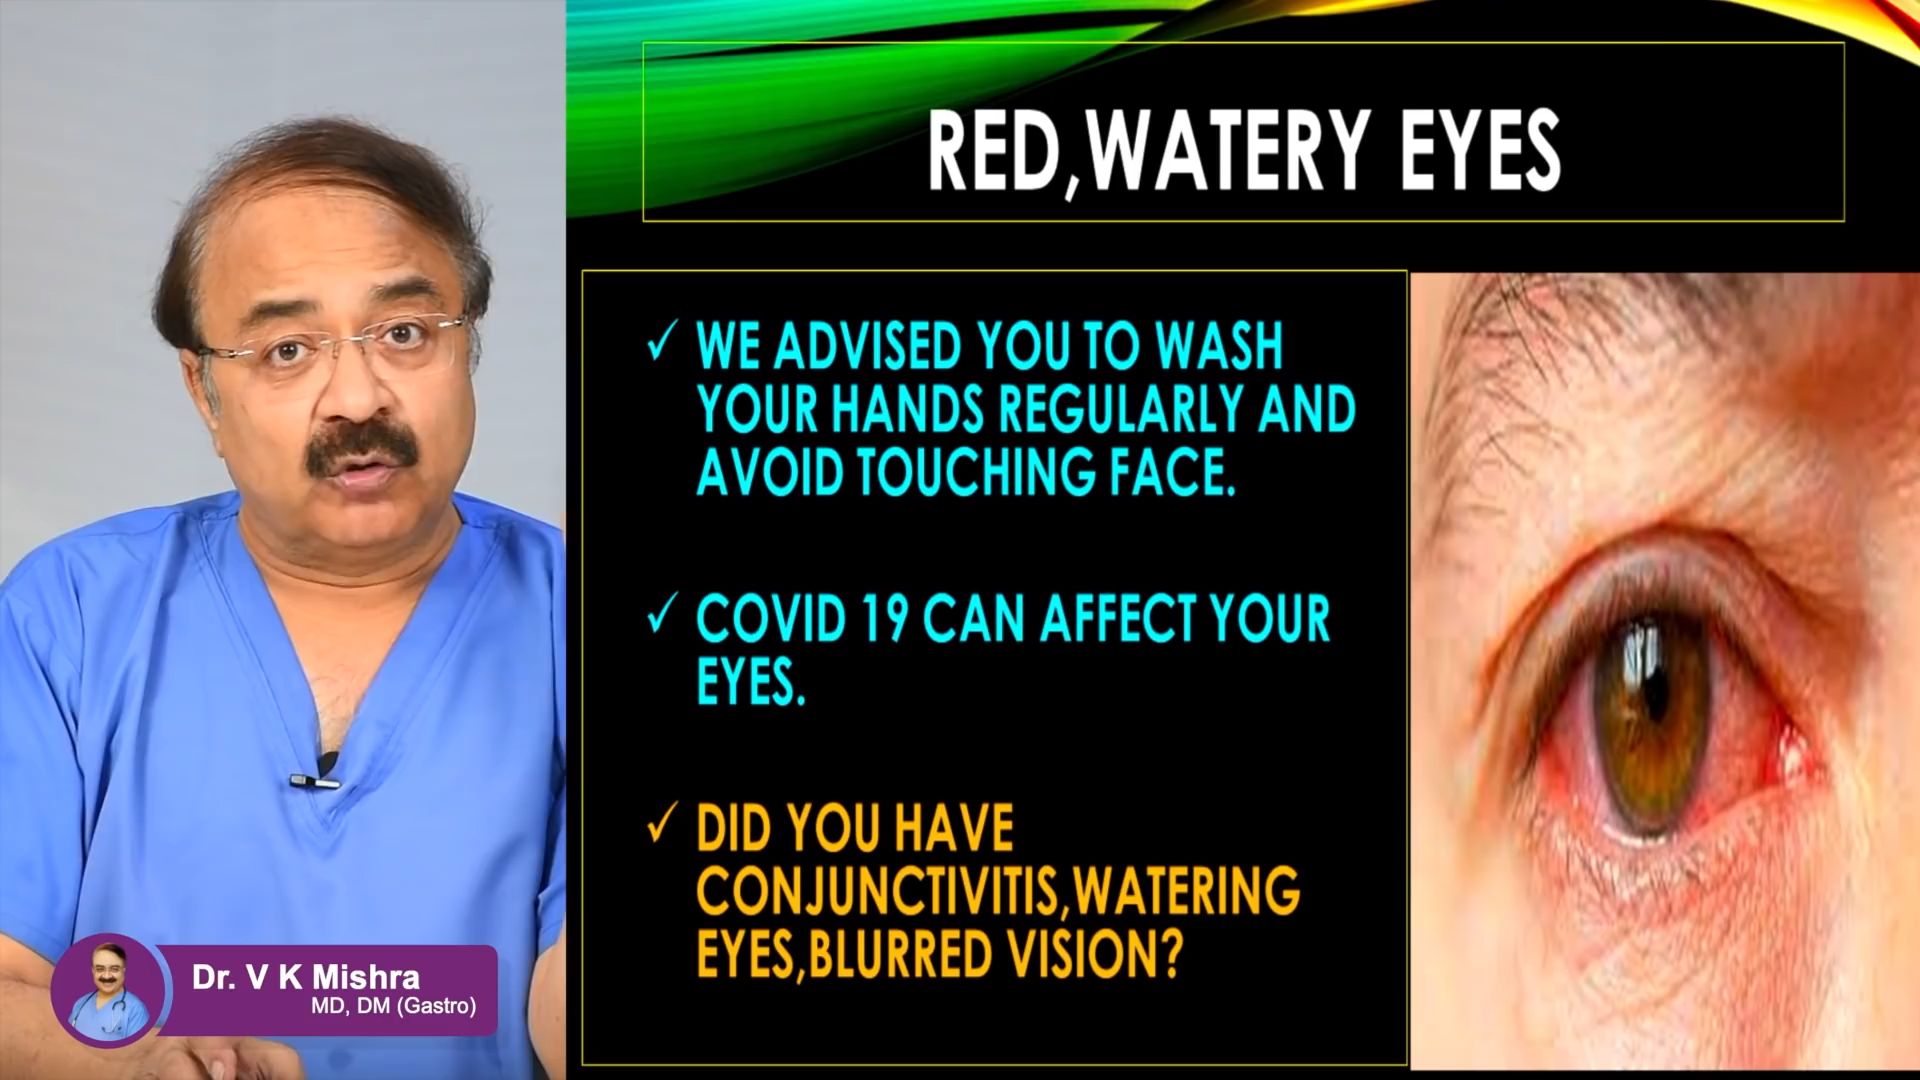 RED,WATERY EYES
✓ WE ADVISED YOU TO WASH
YOUR HANDS REGULARLY AND
AVOID TOUCHING FACE.
✓ COVID 19 CAN AFFECT YOUR
EYES.
✓ DID YOU HAVE
CONJUNCTIVITIS,WATERING
EYES,BLURRED VISION?
Dr. V K Mishra
MD, DM (Gastro)